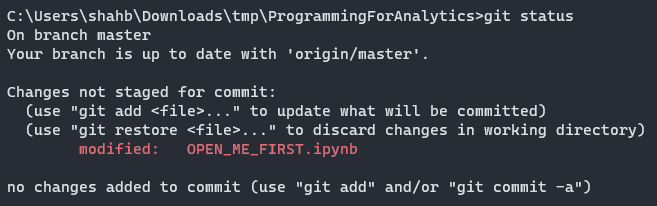 C:\Users\shahb\Downloads\tmp\ProgrammingForAnalytics>git status
On branch master
Your branch is up to date with 'origin/master'.
Changes not staged for commit:
(use "git add <file>..." to update what will be committed)
(use "git restore <file>..." to discard changes in working directory)
modified: OPEN_ME_FIRST.ipynb
no changes added to commit (use "git add" and/or "git commit -a")